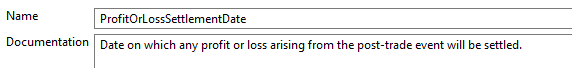 Name ProfitOrLossSettlementDate
Documentation Date on which any profit or loss arising from the post-trade event will be settled.